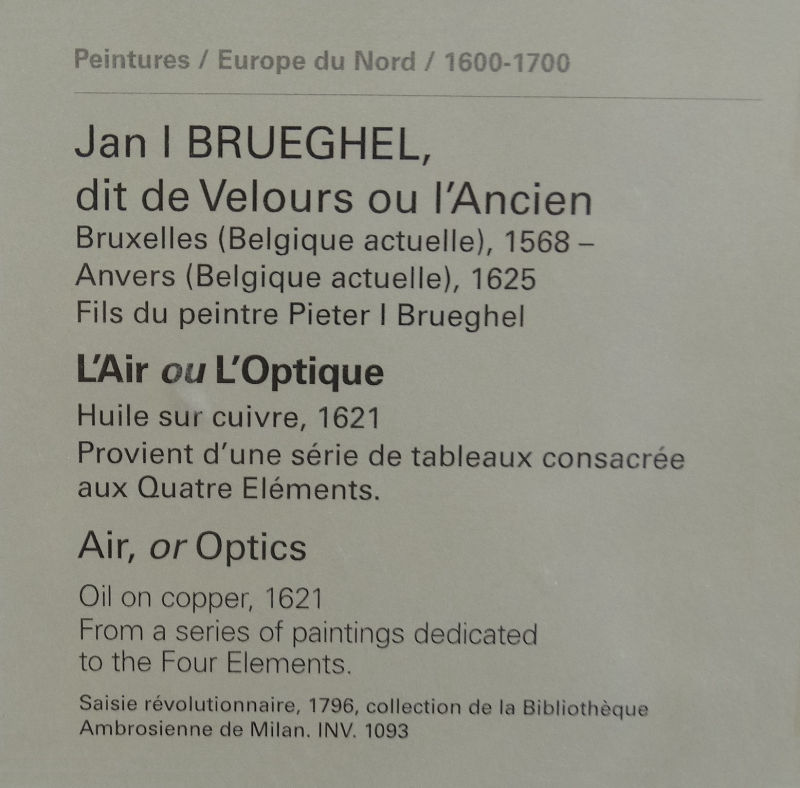 Peintures / Europe du Nord / 1600-1700
Jan I BRUEGHEL,
dit de Velours ou l'Ancien
Bruxelles (Belgique actuelle), 1568 –
Anvers (Belgique actuelle), 1625
Fils du peintre Pieter I Brueghel
L'Air ou L'Optique
Huile sur cuivre, 1621
Provient d'une série de tableaux consacrée
aux Quatre Eléments.
Air, or Optics
Oil on copper, 1621
From a series of paintings dedicated
to the Four Elements.
Saisie révolutionnaire, 1796, collection de la Bibliothèque
Ambrosienne de Milan. INV. 1093